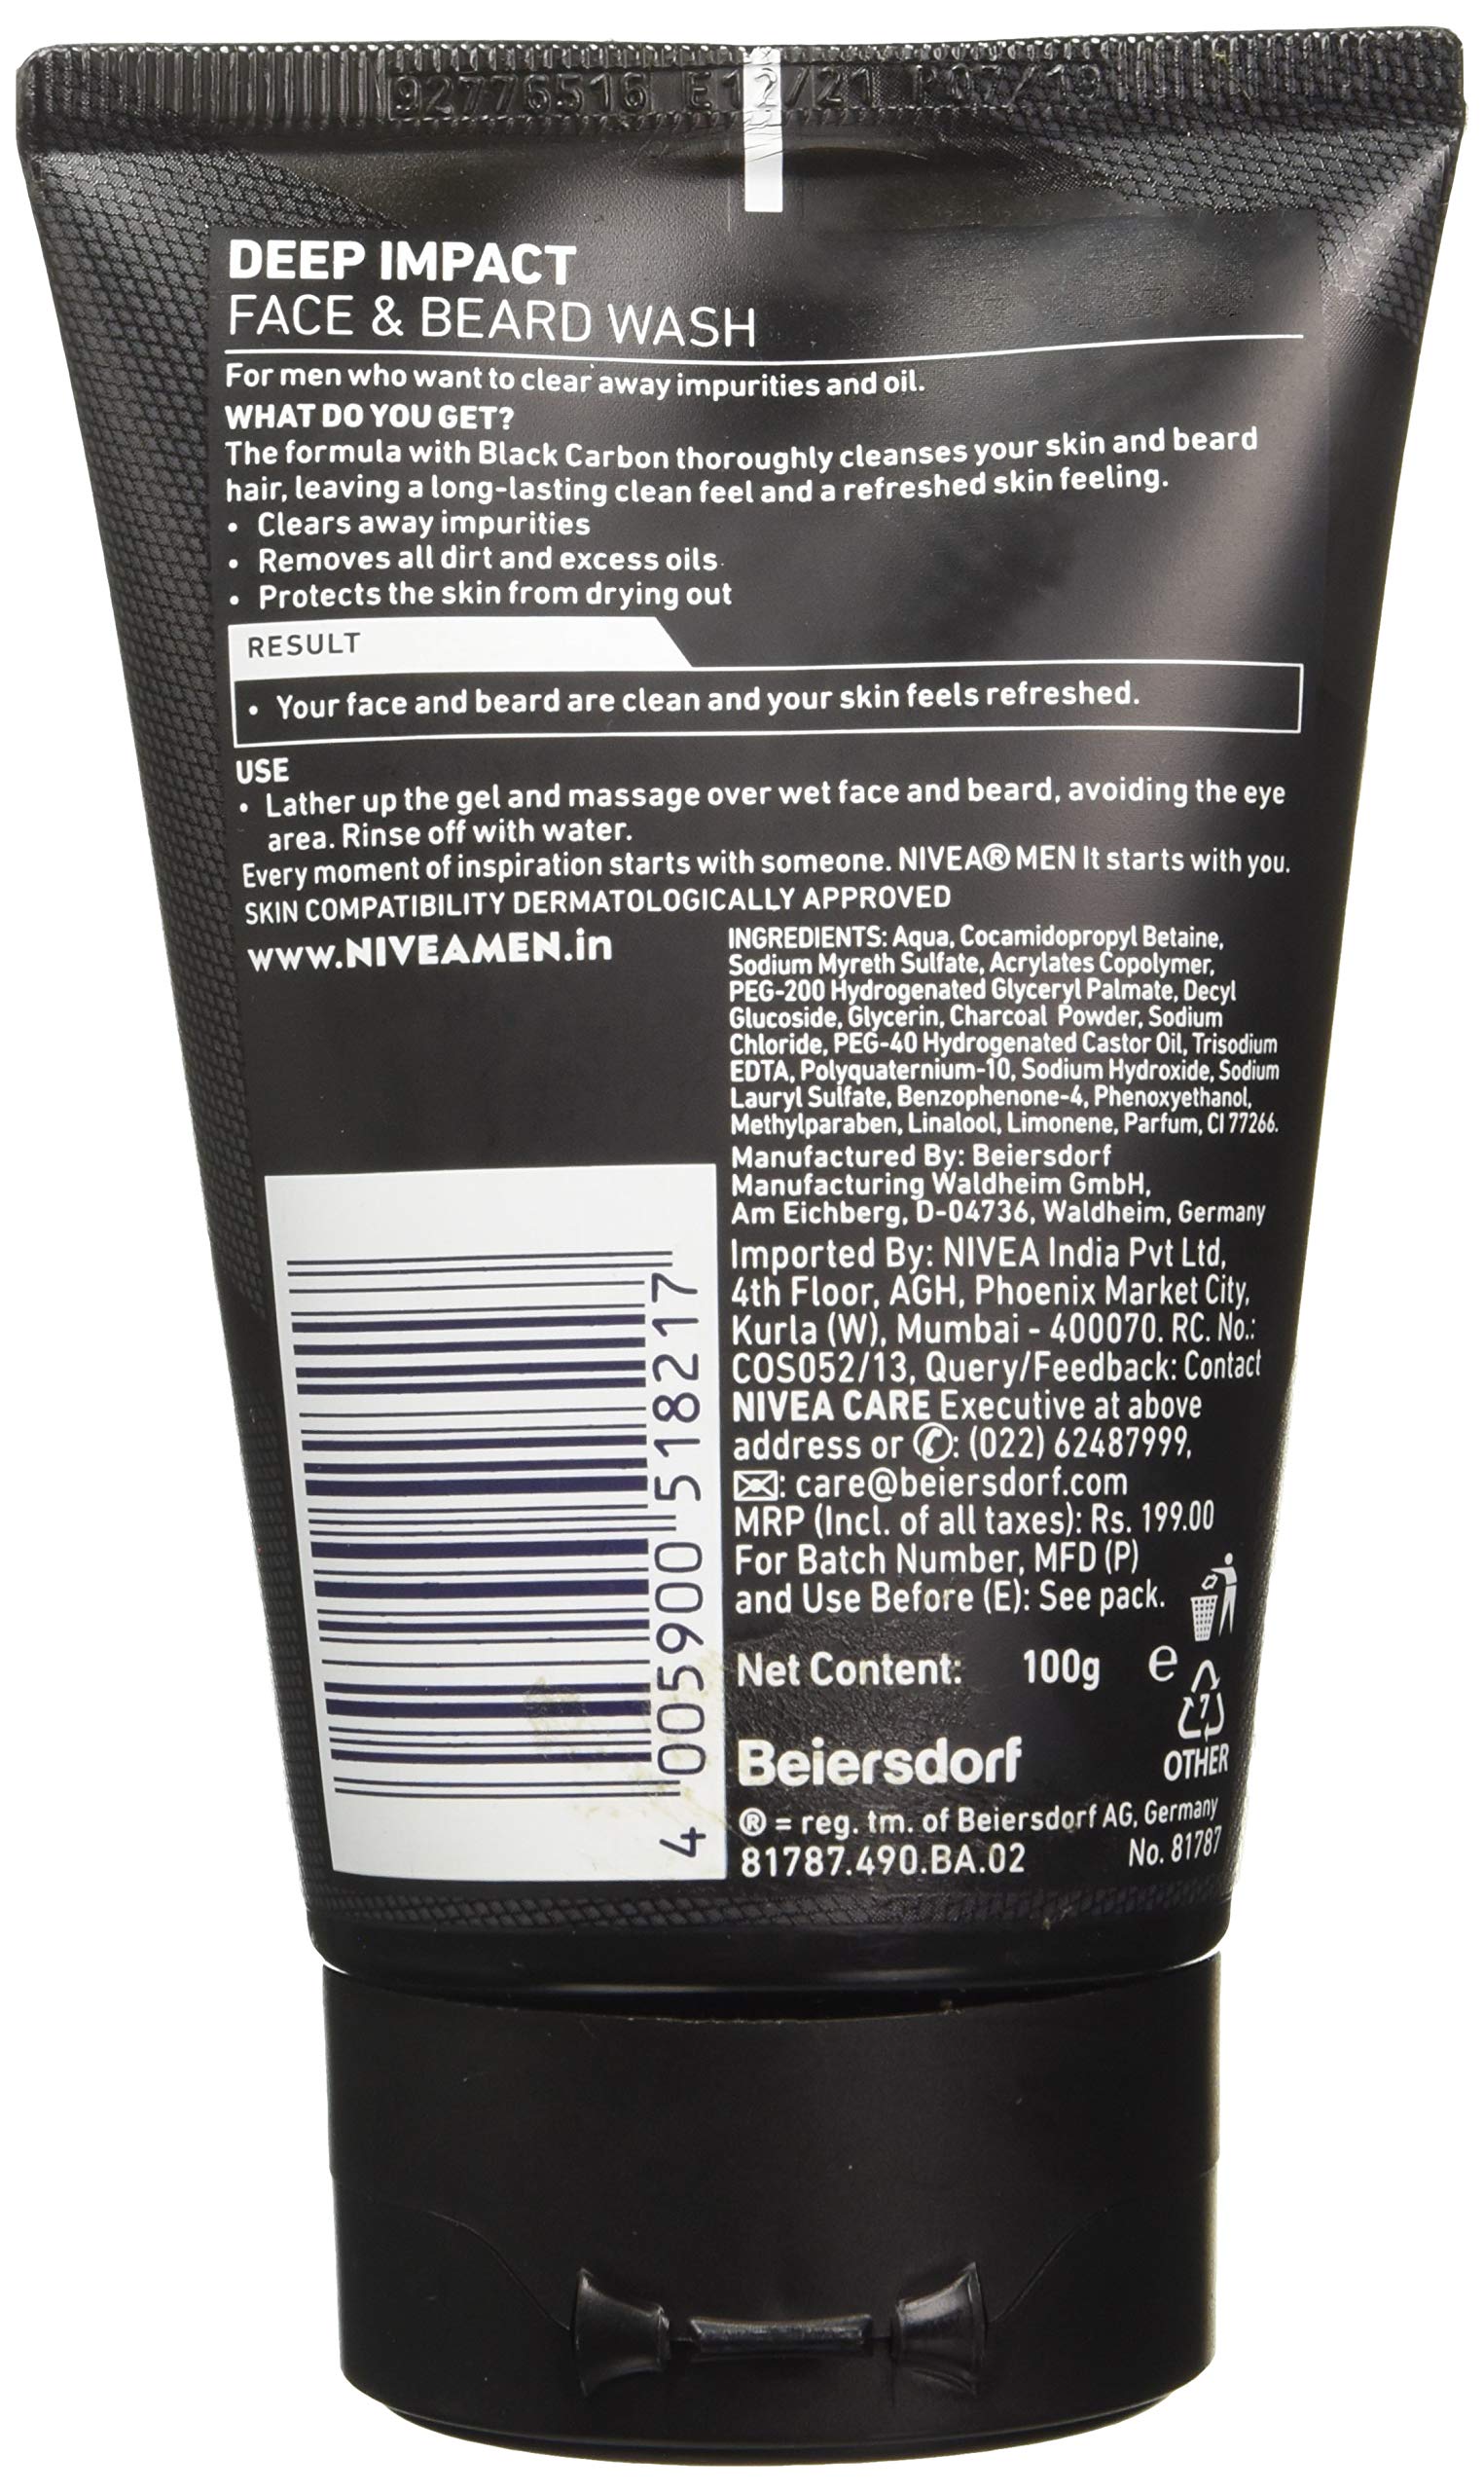 92776516 E12/21 P07/19
DEEP IMPACT
FACE & BEARD WASH
For men who want to clear away impurities and oil.
WHAT DO YOU GET?
The formula with Black Carbon thoroughly cleanses your skin and beard
hair, leaving a long-lasting clean feel and a refreshed skin feeling.
• Clears away impurities
• Removes all dirt and excess oils
• Protects the skin from drying out
RESULT
• Your face and beard are clean and your skin feels refreshed.
USE
• Lather up the gel and massage over wet face and beard, avoiding the eye
area. Rinse off with water.
Every moment of inspiration starts with someone. NIVEA® MEN It starts with you.
SKIN COMPATIBILITY DERMATOLOGICALLY APPROVED
www.NIVEAMEN.in
INGREDIENTS: Aqua, Cocamidopropyl Betaine,
Sodium Myreth Sulfate, Acrylates Copolymer,
PEG-200 Hydrogenated Glyceryl Palmate, Decyl
Glucoside, Glycerin, Charcoal Powder, Sodium
Chloride, PEG-40 Hydrogenated Castor Oil, Trisodium
EDTA, Polyquaternium-10, Sodium Hydroxide, Sodium
Lauryl Sulfate, Benzophenone-4, Phenoxyethanol,
Methylparaben, Linalool, Limonene, Parfum, CI 77266.
Manufactured By: Beiersdorf
Manufacturing Waldheim GmbH,
Am Eichberg, D-04736, Waldheim, Germany
Imported By: NIVEA India Pvt Ltd,
4th Floor, AGH, Phoenix Market City,
Kurla (W), Mumbai - 400070. RC. No.:
COS052/13, Query/Feedback: Contact
NIVEA CARE Executive at above
address or ✆: (022) 62487999,
✉: care@beiersdorf.com
MRP (Incl. of all taxes): Rs. 199.00
For Batch Number, MFD (P)
and Use Before (E): See pack.
Net Content: 100g e
7
OTHER
Beiersdorf
® = reg. tm. of Beiersdorf AG, Germany
81787.490.BA.02 No. 81787
4 005900 518217